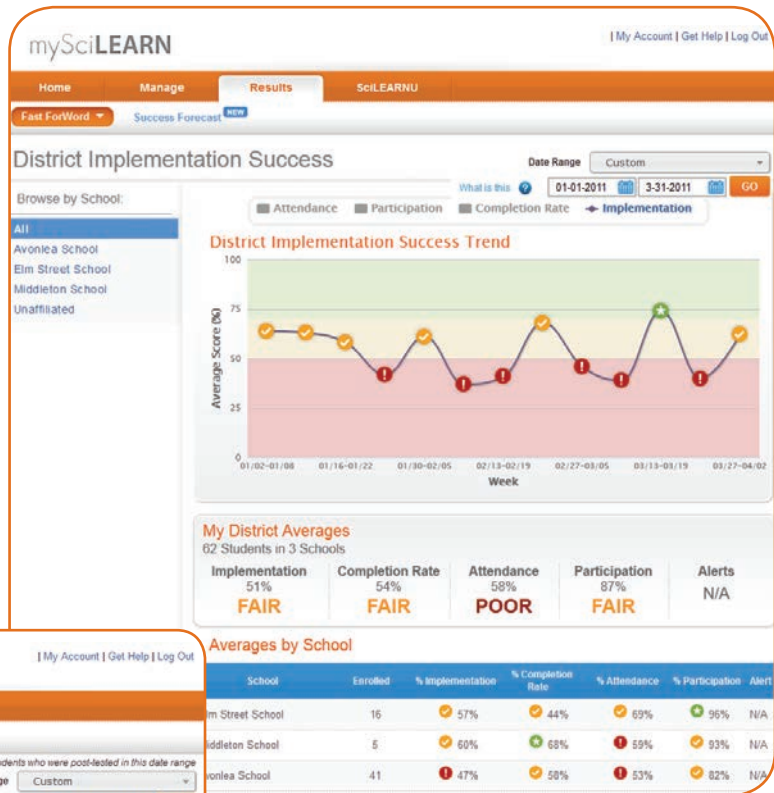 mySciLEARN
| My Account | Get Help | Log Out
Home Manage Results SciLEARNU
Fast ForWord Success Forecast NEW
District Implementation Success
Date Range Custom
What is this ? 01-01-2011 3-31-2011 GO
Browse by School:
All
Avonlea School
Elm Street School
Middleton School
Unaffiliated
Attendance Participation Completion Rate Implementation
District Implementation Success Trend
Average Score (%)
100
75
50
25
0
01/02-01/08 01/16-01/22 01/30-02/05 02/13-02/19 02/27-03/05 03/13-03/19 03/27-04/02
Week
My District Averages
62 Students in 3 Schools
Implementation Completion Rate Attendance Participation Alerts
51% 54% 58% 87% N/A
FAIR FAIR POOR FAIR
Averages by School
School Enrolled % Implementation % Completion Rate % Attendance % Participation Alert
lm Street School 16 57% 44% 69% 96% N/A
iddleton School 5 60% 68% 59% 93% N/A
vonlea School 41 47% 58% 53% 82% N/A
| My Account | Get Help | Log Out
dents who were post-tested in this date range
ge Custom